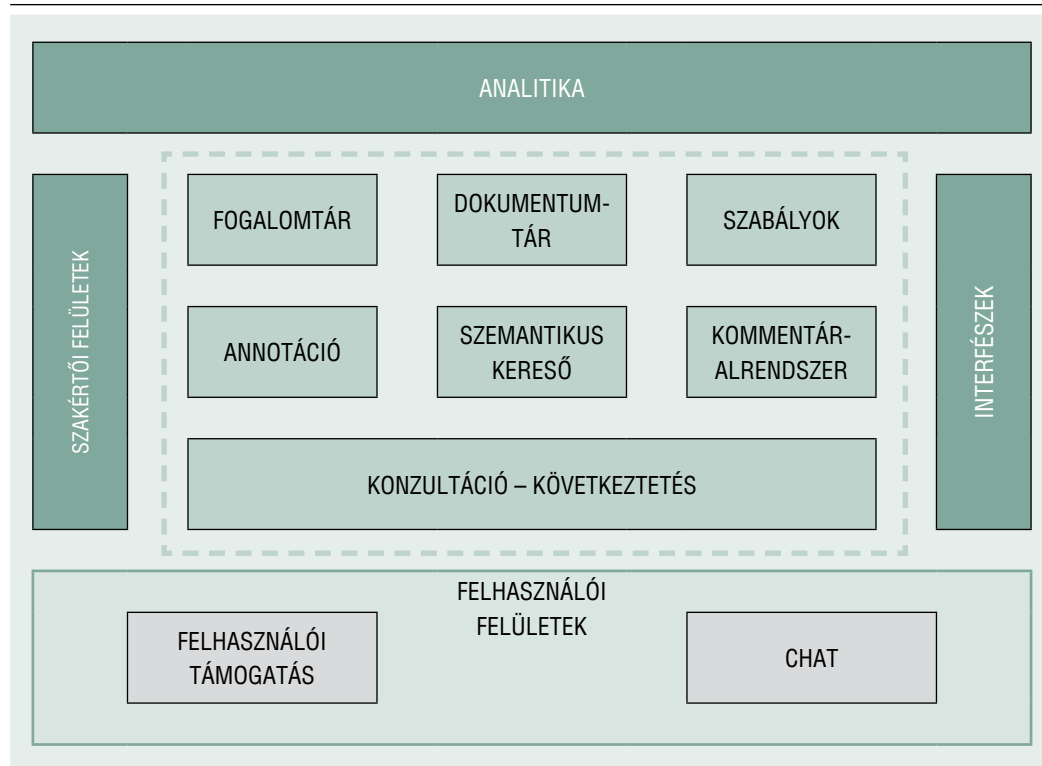 ANALITIKA
SZAKÉRTŐI FELÜLETEK
FOGALOMTÁR
DOKUMENTUM-
TÁR
SZABÁLYOK
ANNOTÁCIÓ
SZEMANTIKUS
KERESŐ
KOMMENTÁR-
ALRENDSZER
KONZULTÁCIÓ – KÖVETKEZTETÉS
INTERFÉSZEK
FELHASZNÁLÓI
FELÜLETEK
FELHASZNÁLÓI
TÁMOGATÁS
CHAT